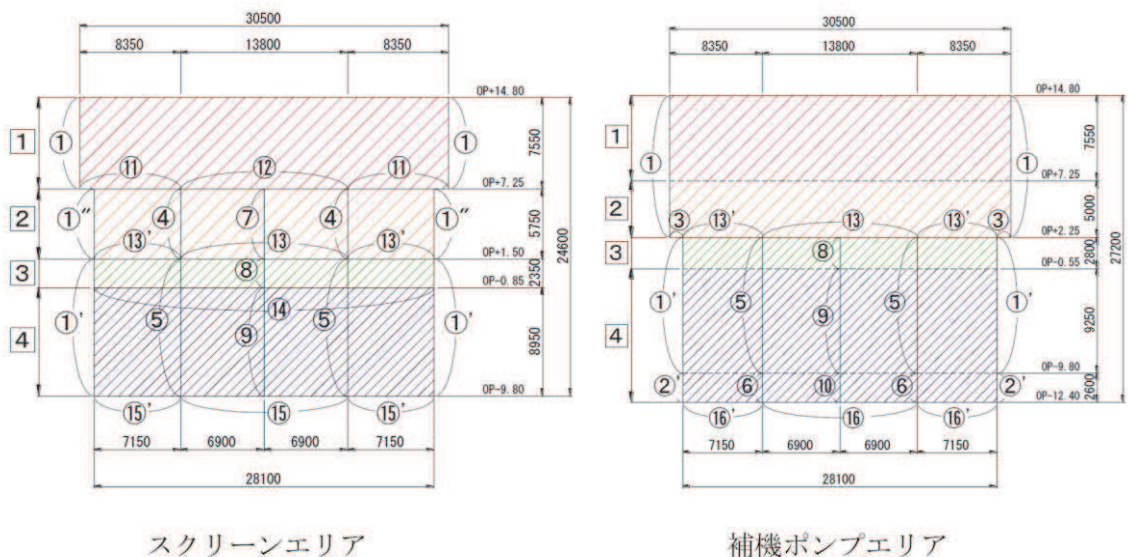 30500
8350 13800 8350
OP+14.80
1 ① ① 7550
⑪ ⑫ ⑪
OP+7.25
2 ①" ④ ⑦ ④ ①" 5750
⑬' ⑬ ⑬'
OP+1.50
3 ⑧ 2350
OP-0.85
⑭
4 ①' ⑤ ⑨ ⑤ ①' 8950
OP-9.80
24600
⑮' ⑮ ⑮'
7150 6900 6900 7150
28100
スクリーンエリア
30500
8350 13800 8350
OP+14.80
1 ① ① 7550
OP+7.25
2 5000
③ ⑬' ⑬ ⑬' ③
OP+2.25
3 ⑧ 2800
OP-0.55
①' ⑤ ⑨ ⑤ ①' 9250
4
OP-9.80
②' ⑥ ⑩ ⑥ ②' 2600
OP-12.40
27200
⑯' ⑯ ⑯'
7150 6900 6900 7150
28100
補機ポンプエリア